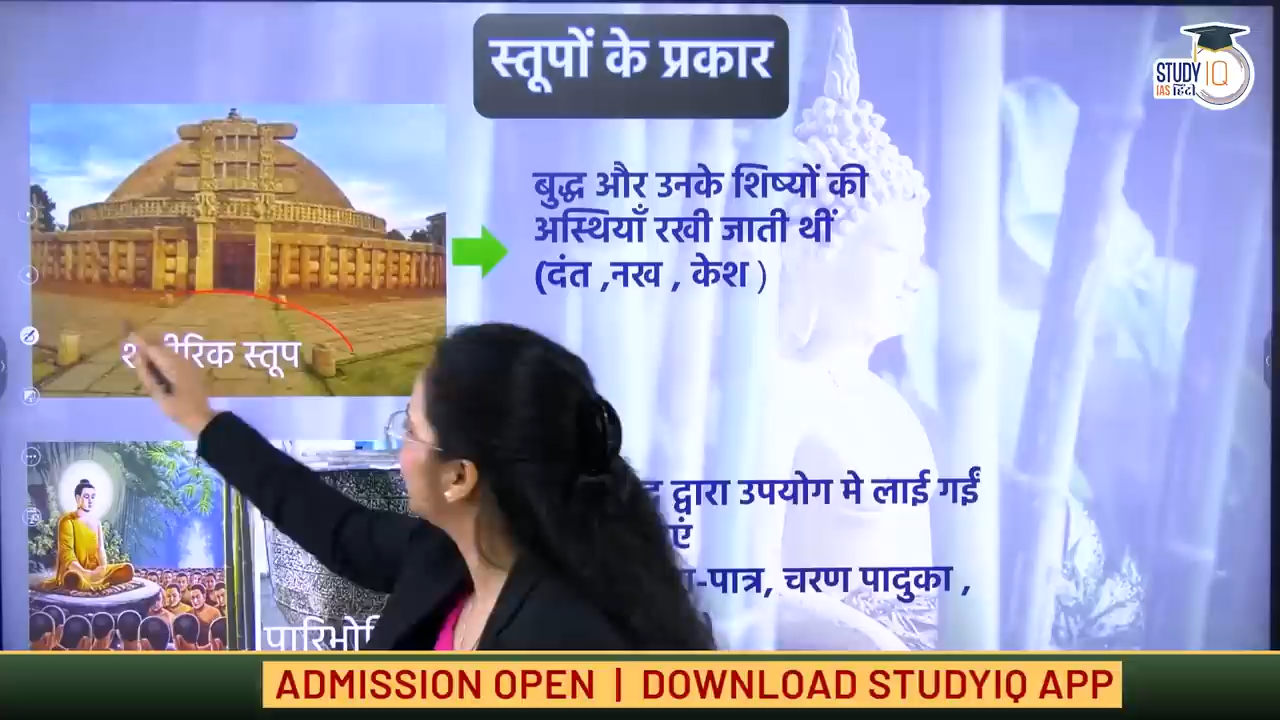 स्तूपों के प्रकार
STUDY IQ
IAS हिंदी
बुद्ध और उनके शिष्यों की
अस्थियाँ रखी जाती थीं
(दंत ,नख , केश )
स्तूप
द्वारा उपयोग मे लाई गईं
पात्र, चरण पादुका ,
ADMISSION OPEN | DOWNLOAD STUDYIQ APP